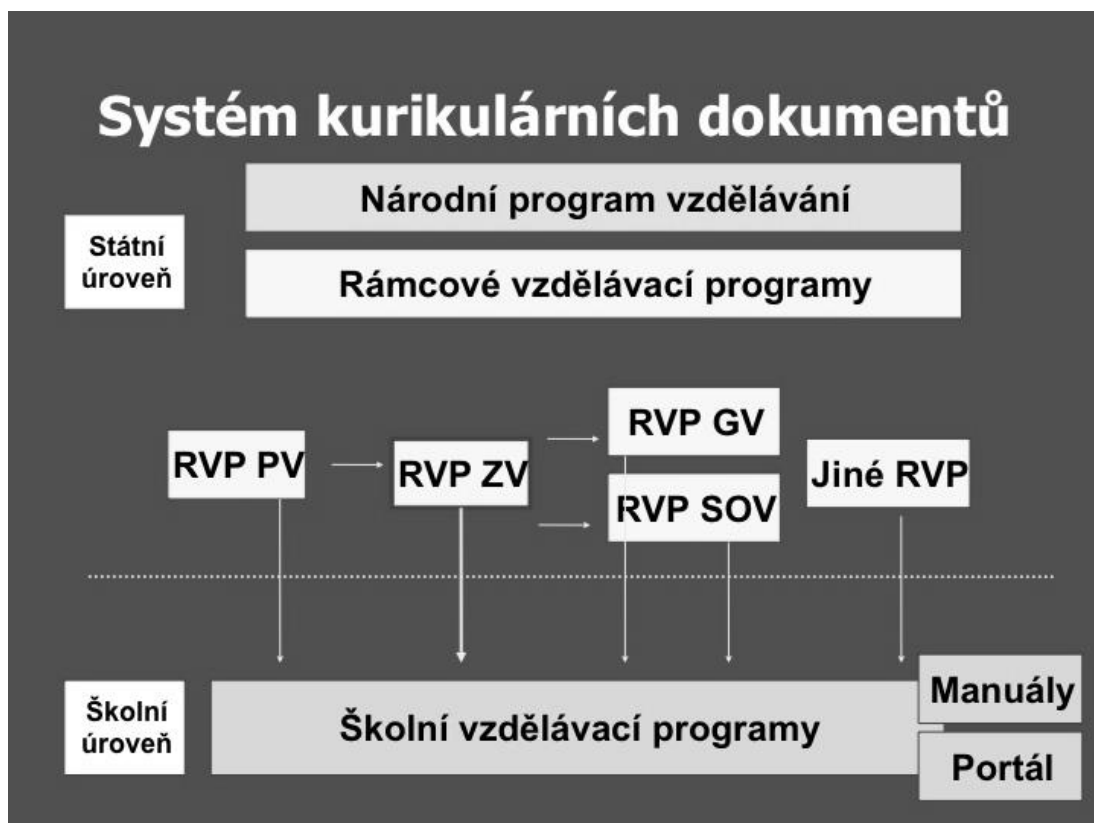 Systém kurikulárních dokumentů
Národní program vzdělávání
Státní
úroveň
Rámcové vzdělávací programy
RVP PV
RVP ZV
RVP GV
RVP SOV
Jiné RVP
Školní
úroveň
Školní vzdělávací programy
Manuály
Portál